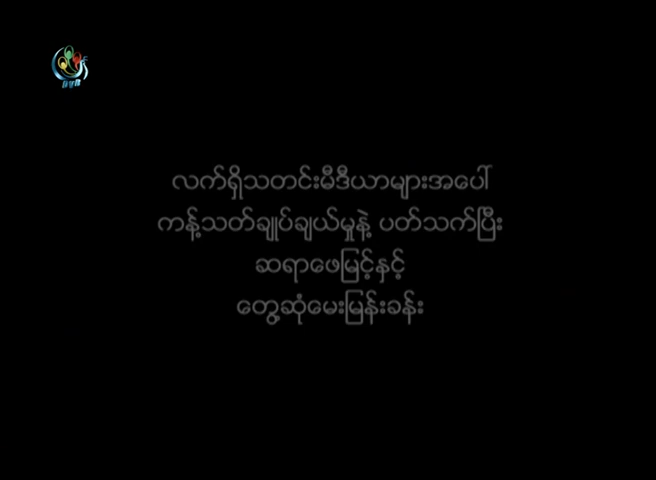 လက်ရှိသတင်းမီဒီယာများအပေါ်
ကန့်သတ်ချုပ်ချယ်မှုနဲ့ ပတ်သက်ပြီး
ဆရာဖေမြင့်နှင့်
တွေ့ဆုံမေးမြန်းခန်း